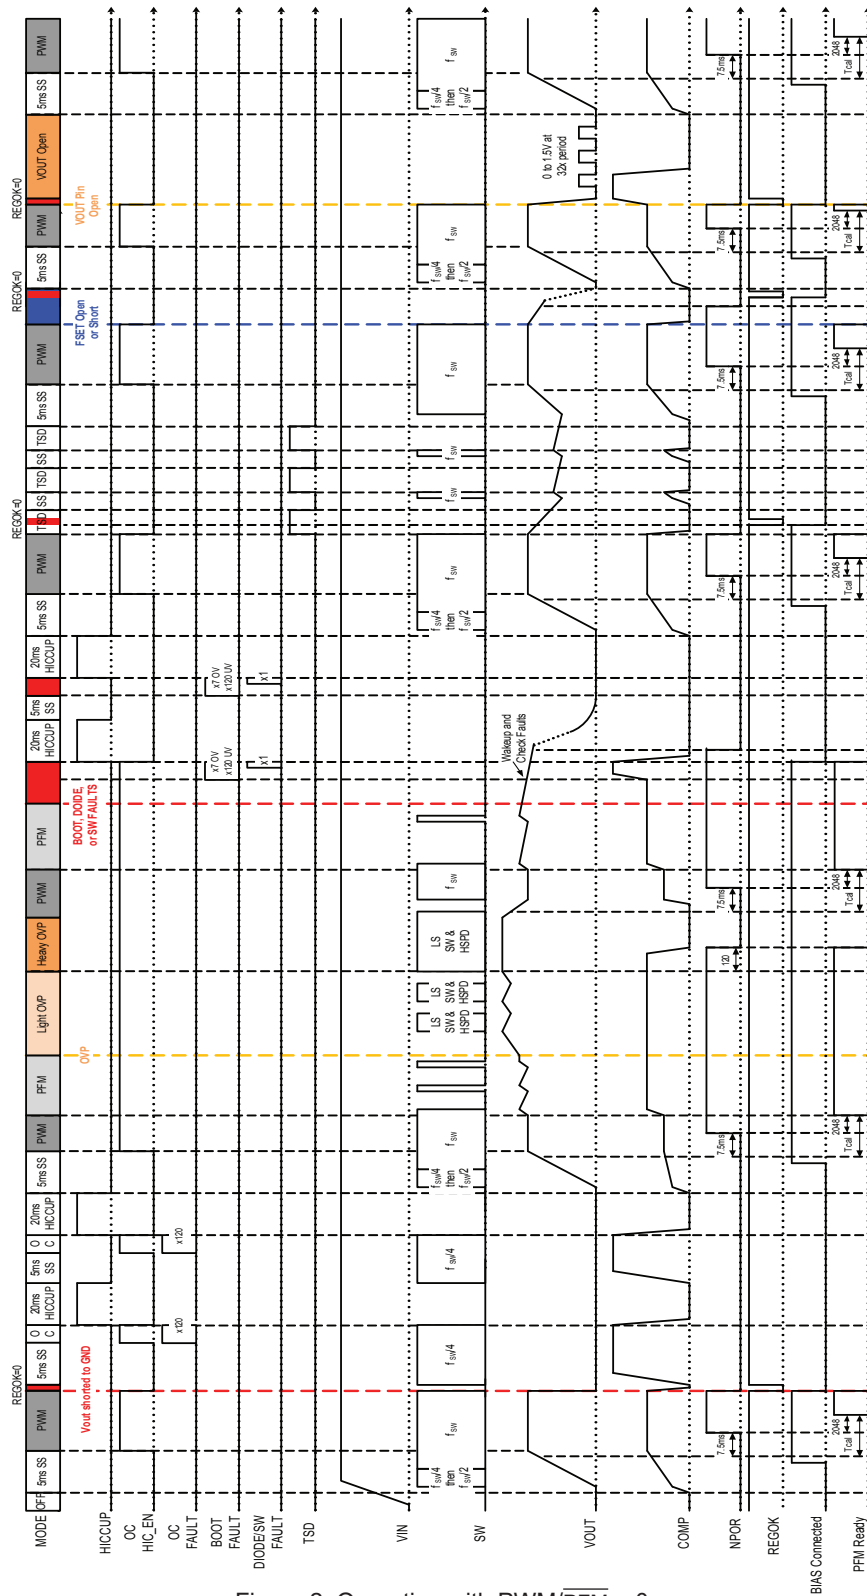 MODE
OFF
5ms SS
PWM
REGOK=0
5ms SS
O C
20ms HICCUP
5ms SS
O C
20ms HICCUP
5ms SS
PWM
PFM
Light OVP
Heavy OVP
PWM
PFM
20ms HICCUP
5ms SS
20ms HICCUP
5ms SS
PWM
REGOK=0
TSD
SS
TSD
SS
TSD
5ms SS
PWM
REGOK=0
5ms SS
PWM
REGOK=0
VOUT Open
5ms SS
PWM
Vout shorted to GND
OVP
BOOT, DOIDE,
or SW FAULTS
FSET Open
or Short
VOUT Pin
Open
HICCUP
OC
HIC_EN
OC
FAULT
x120
x120
BOOT
FAULT
x7 OV
x120 UV
x7 OV
x120 UV
DIODE/SW
FAULT
x1
x1
TSD
VIN
SW
fSW/4
then
fSW/2
fSW
fSW/4
fSW/4
fSW/4
then
fSW/2
fSW
LS
SW &
HSPD
LS
SW &
HSPD
LS
SW &
HSPD
fSW
fSW/4
then
fSW/2
fSW
fSW
fSW
fSW
fSW/4
then
fSW/2
fSW
fSW/4
then
fSW/2
fSW
VOUT
Wakeup and
Check Faults
0 to 1.5V at
32x period
COMP
NPOR
7.5ms
7.5ms
120
7.5ms
7.5ms
7.5ms
7.5ms
7.5ms
REGOK
BIAS Connected
PFM Ready
2048
Tcal
2048
Tcal
2048
Tcal
2048
Tcal
2048
Tcal
2048
Tcal
2048
Tcal